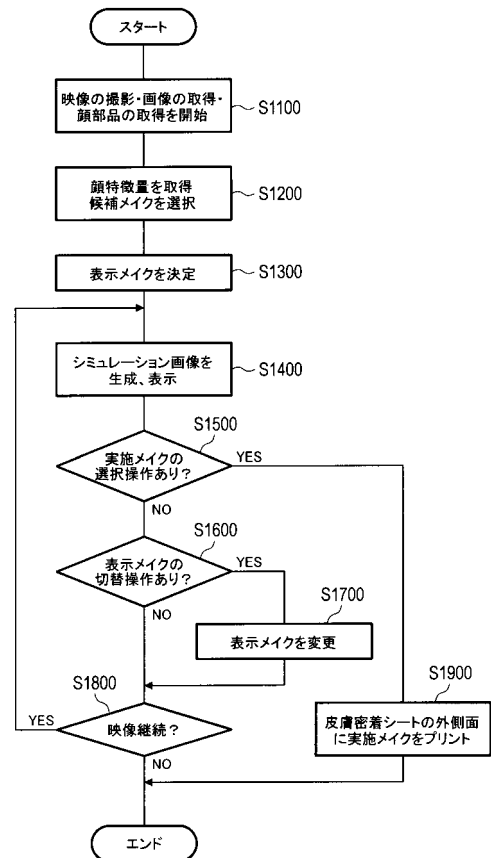 スタート
映像の撮影・画像の取得・
顔部品の取得を開始
S1100
顔特徴量を取得
候補メイクを選択
S1200
表示メイクを決定
S1300
シミュレーション画像を
生成、表示
S1400
S1500
実施メイクの
選択操作あり？
YES
NO
S1600
表示メイクの
切替操作あり？
YES
NO
S1700
表示メイクを変更
S1800
映像継続？
YES
NO
S1900
皮膚密着シートの外側面
に実施メイクをプリント
エンド